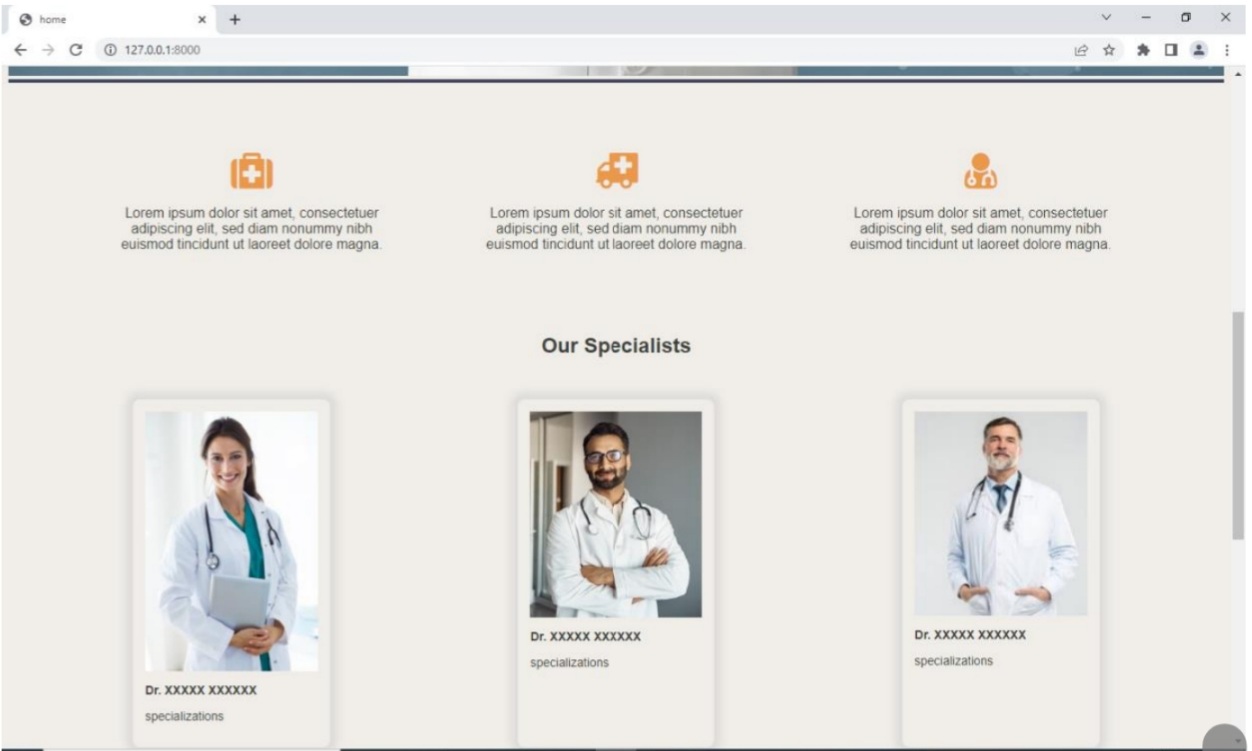 home
127.0.0.1:8000
Lorem ipsum dolor sit amet, consectetuer
adipiscing elit, sed diam nonummy nibh
euismod tincidunt ut laoreet dolore magna.
Lorem ipsum dolor sit amet, consectetuer
adipiscing elit, sed diam nonummy nibh
euismod tincidunt ut laoreet dolore magna.
Lorem ipsum dolor sit amet, consectetuer
adipiscing elit, sed diam nonummy nibh
euismod tincidunt ut laoreet dolore magna.
Our Specialists
Dr. XXXXX XXXXXX
specializations
Dr. XXXXX XXXXXX
specializations
Dr. XXXXX XXXXXX
specializations